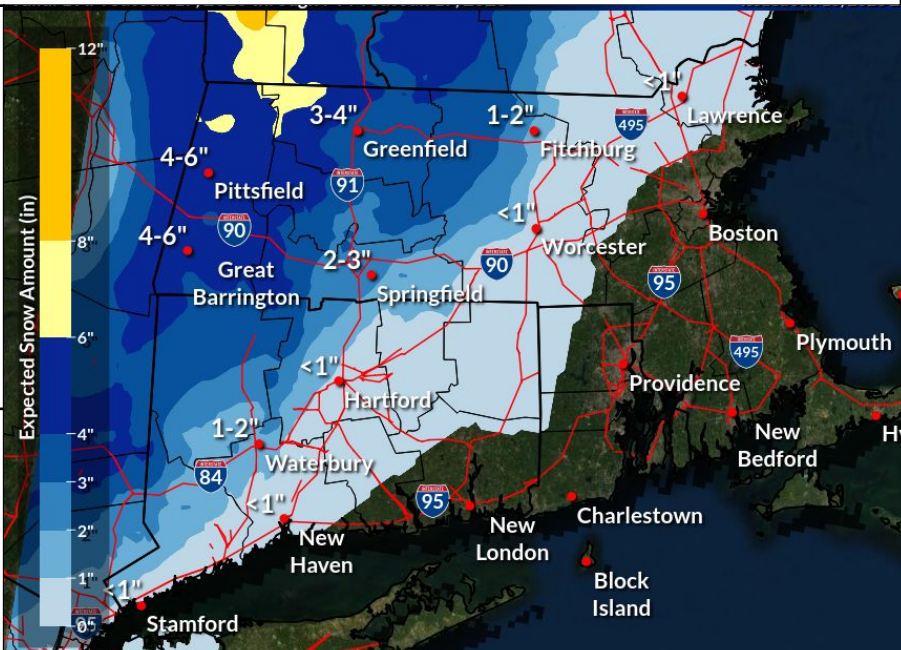 12"
8"
6"
4"
3"
2"
1"
0"
Expected Snow Amount (in)
<1"
Lawrence
495
3-4"
Greenfield
1-2"
Fitchburg
4-6"
Pittsfield
91
90
<1"
Worcester
Boston
4-6"
Great
Barrington
2-3"
Springfield
90
95
Plymouth
495
<1"
Hartford
Providence
1-2"
Waterbury
84
New
Bedford
<1"
New
Haven
95
New
London
Charlestown
Block
Island
<1"
Stamford